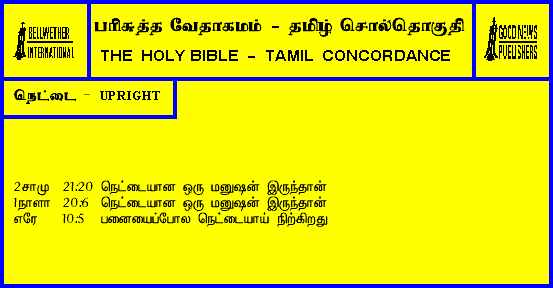 BELLWETHER
INTERNATIONAL
பரிசுத்த வேதாகமம் - தமிழ் சொல்தொகுதி
THE HOLY BIBLE - TAMIL CONCORDANCE
GOOD NEWS
PUBLISHERS
நெட்டை - UPRIGHT
2சாமு 21:20 நெட்டையான ஒரு மனுஷன் இருந்தான்
1நாளா 20:6 நெட்டையான ஒரு மனுஷன் இருந்தான்
எரே 10:5 பனையைப்போல நெட்டையாய் நிற்கிறது